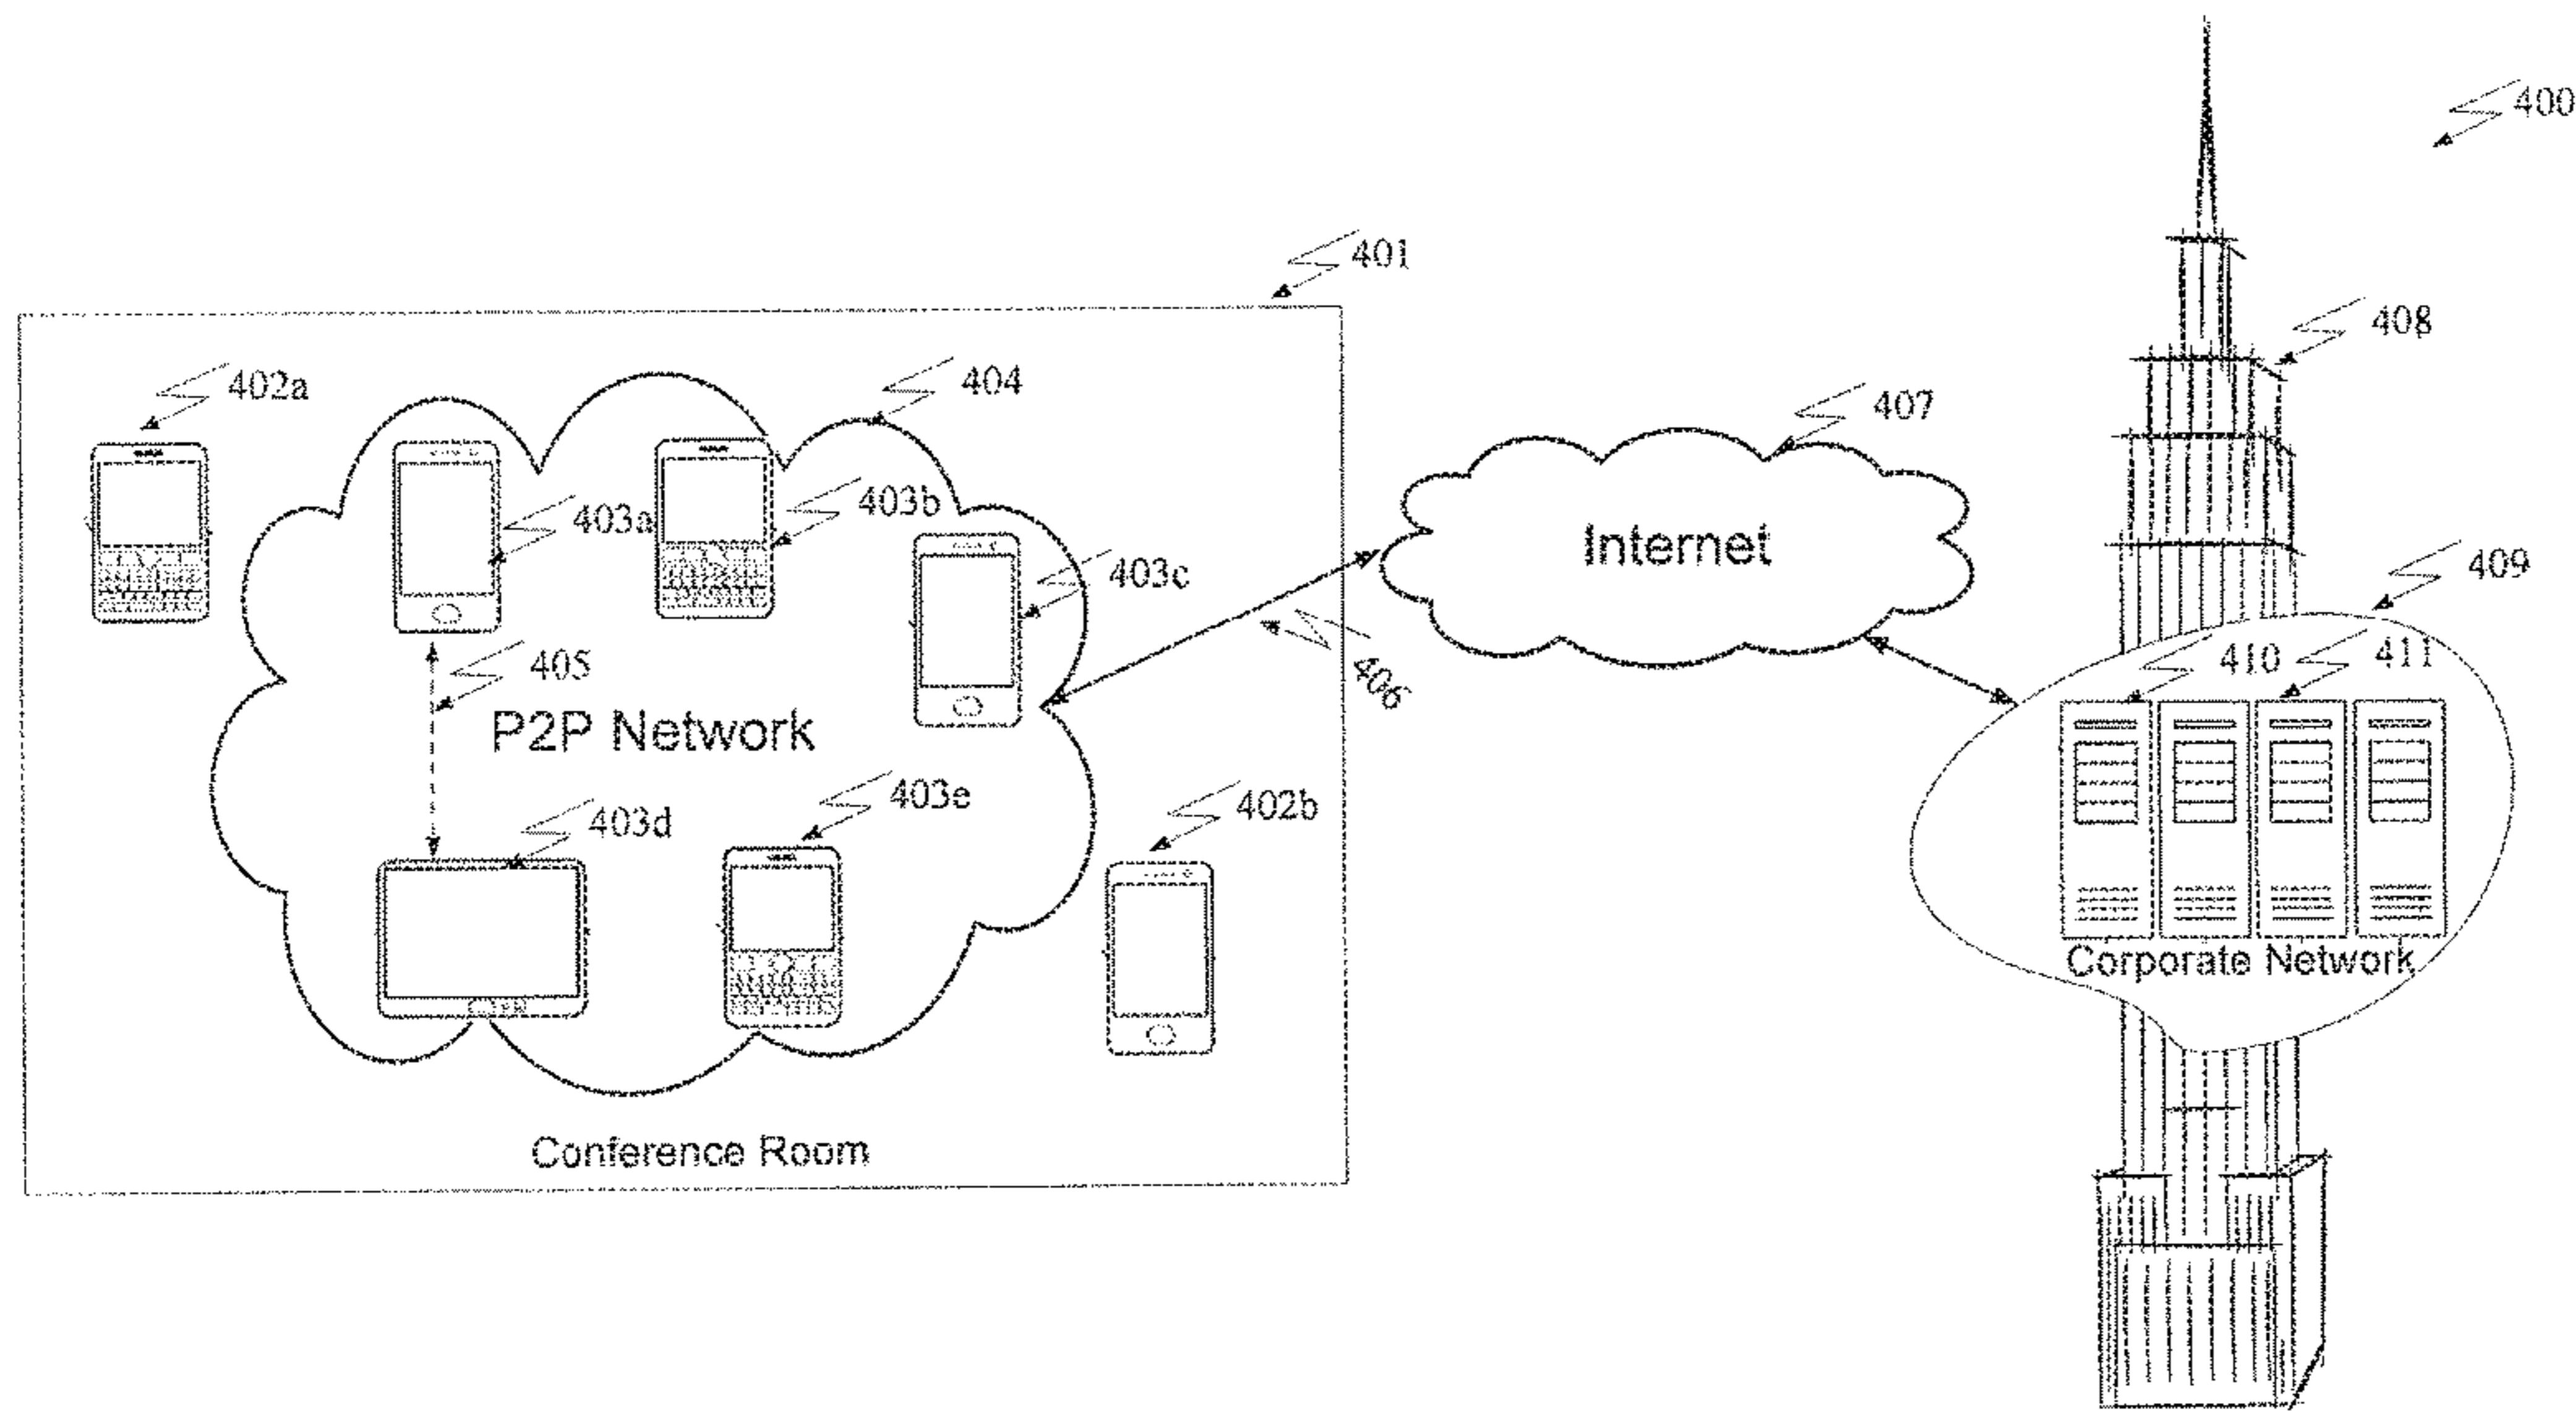 400
401
408
402a
404
407
403a
403b
Internet
403c
409
405
406
410
411
P2P Network
403d
403e
402b
Corporate Network
Conference Room